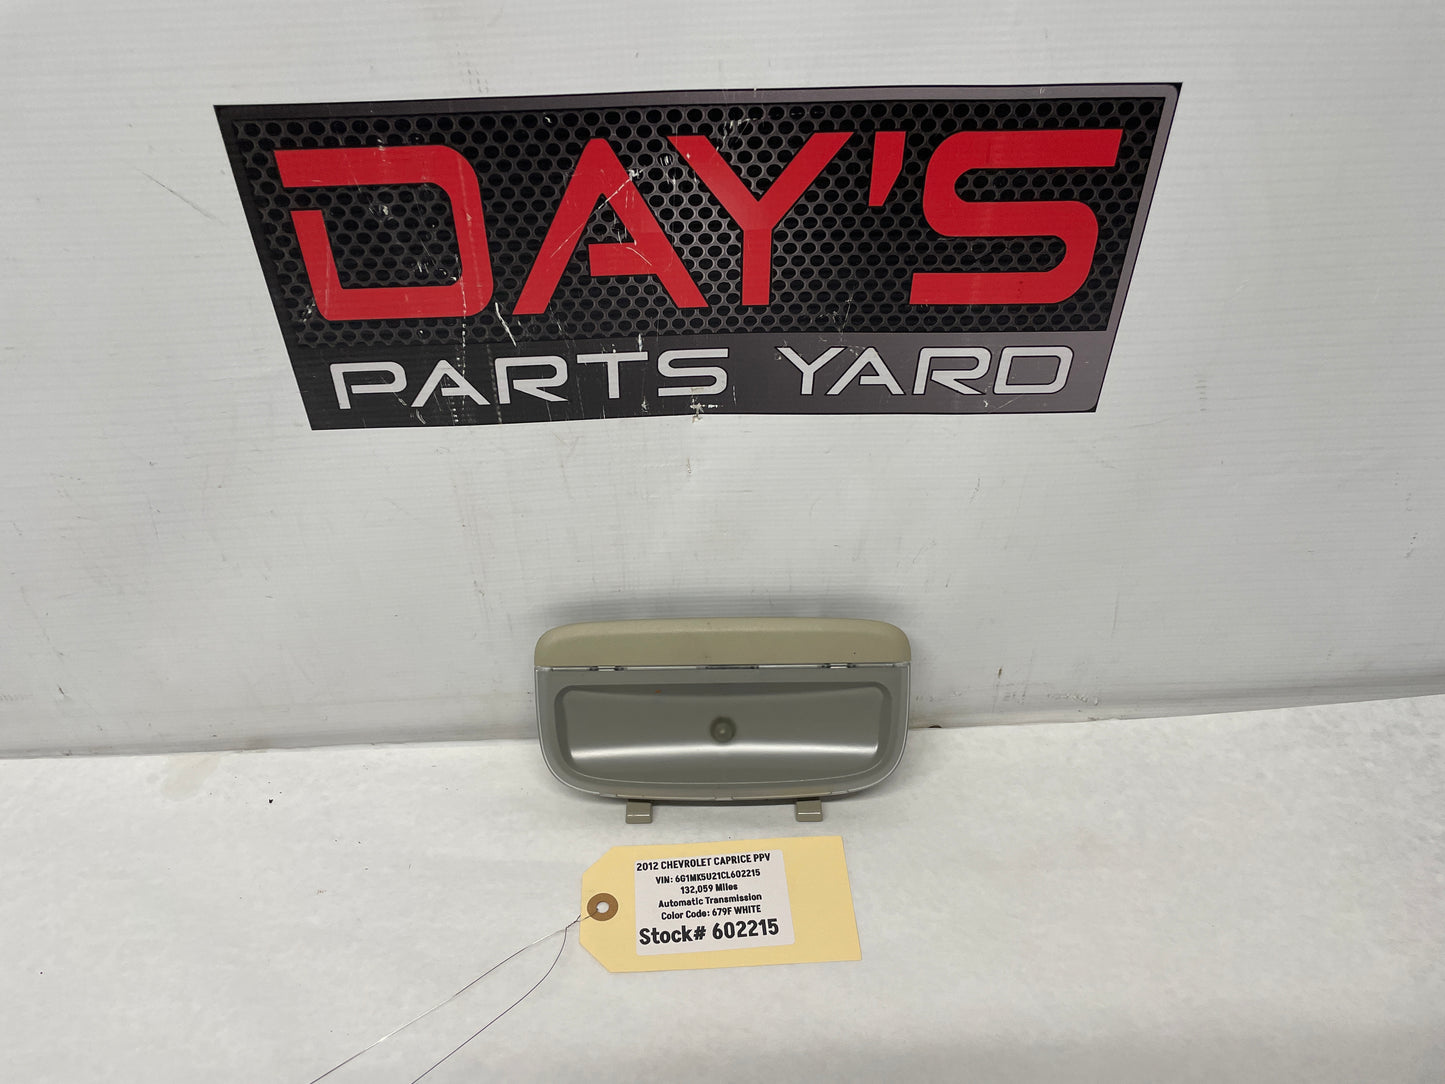 DAY'S
PARTS YARD
2012 CHEVROLET CAPRICE PPV
VIN: 6G1MK5U21CL602215
132,059 Miles
Automatic Transmission
Color Code: 679F WHITE
Stock# 602215